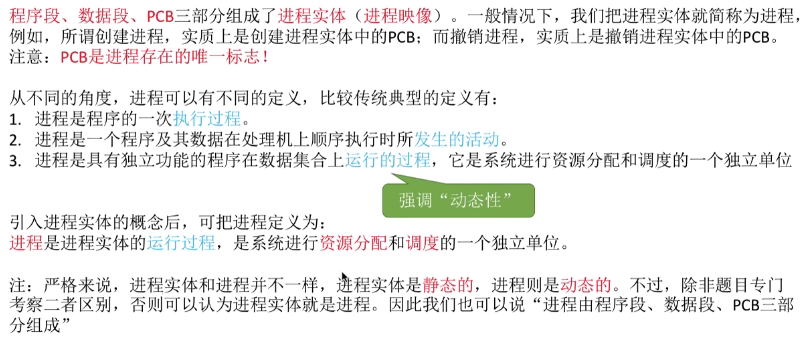 程序段、数据段、PCB三部分组成了进程实体（进程映像）。一般情况下，我们把进程实体就简称为进程，
例如，所谓创建进程，实质上是创建进程实体中的PCB；而撤销进程，实质上是撤销进程实体中的PCB。
注意：PCB是进程存在的唯一标志！
从不同的角度，进程可以有不同的定义，比较传统典型的定义有：
1. 进程是程序的一次执行过程。
2. 进程是一个程序及其数据在处理机上顺序执行时所发生的活动。
3. 进程是具有独立功能的程序在数据集合上运行的过程，它是系统进行资源分配和调度的一个独立单位
强调“动态性”
引入进程实体的概念后，可把进程定义为：
进程是进程实体的运行过程，是系统进行资源分配和调度的一个独立单位。
注：严格来说，进程实体和进程并不一样，进程实体是静态的，进程则是动态的。不过，除非题目专门
考察二者区别，否则可以认为进程实体就是进程。因此我们也可以说“进程由程序段、数据段、PCB三部
分组成”